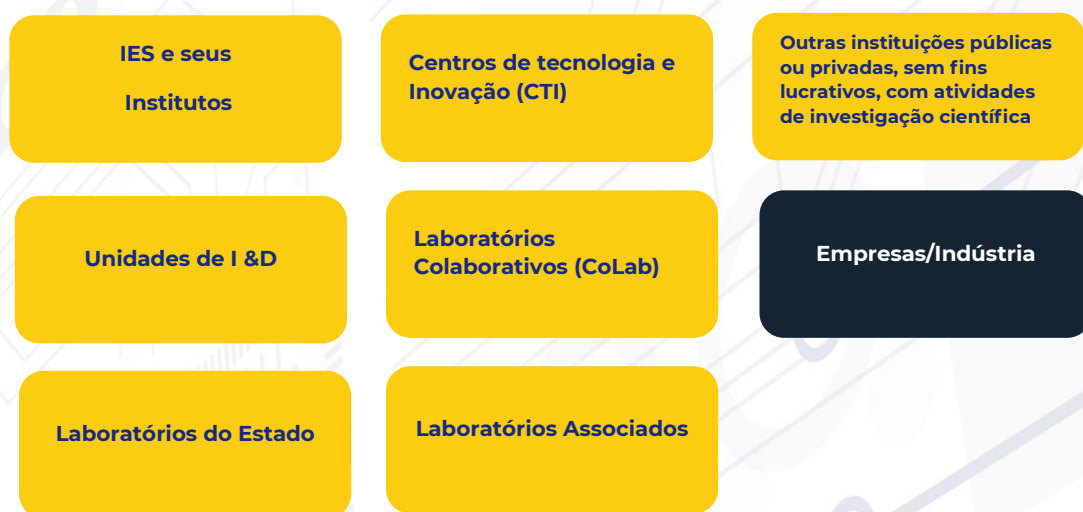 IES e seus
Institutos
Centros de tecnologia e
Inovação (CTI)
Outras instituições públicas
ou privadas, sem fins
lucrativos, com atividades
de investigação científica
Unidades de I &D
Laboratórios
Colaborativos (CoLab)
Empresas/Indústria
Laboratórios do Estado
Laboratórios Associados